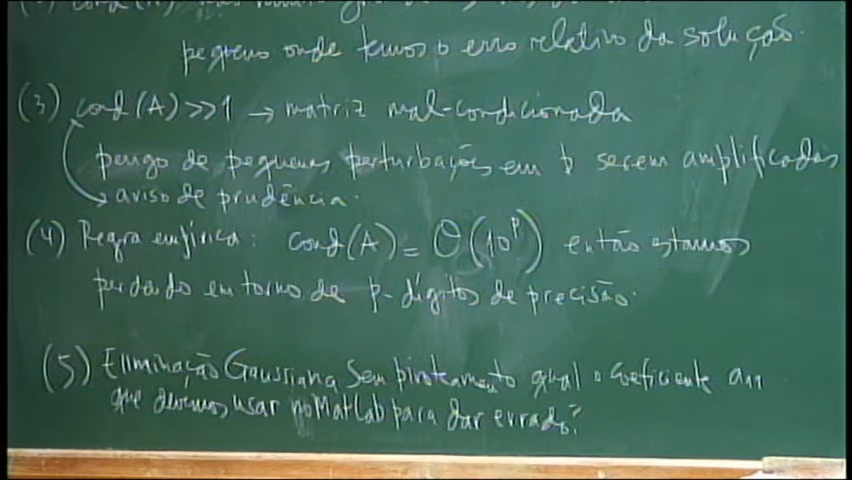 cond(A)
pequeno onde temos o erro relativo da solução.
(3) cond(A) >> 1 → matriz mal-condicionada
perigo de pequenas perturbações em b serem amplificadas
→ aviso de prudência.
(4) Regra empírica: cond(A) = O(10^p) então estamos
perdendo em torno de p-dígitos de precisão.
(5) Eliminação Gaussiana sem pivoteamento qual o coeficiente a11
que devemos usar no MatLab para dar errado?